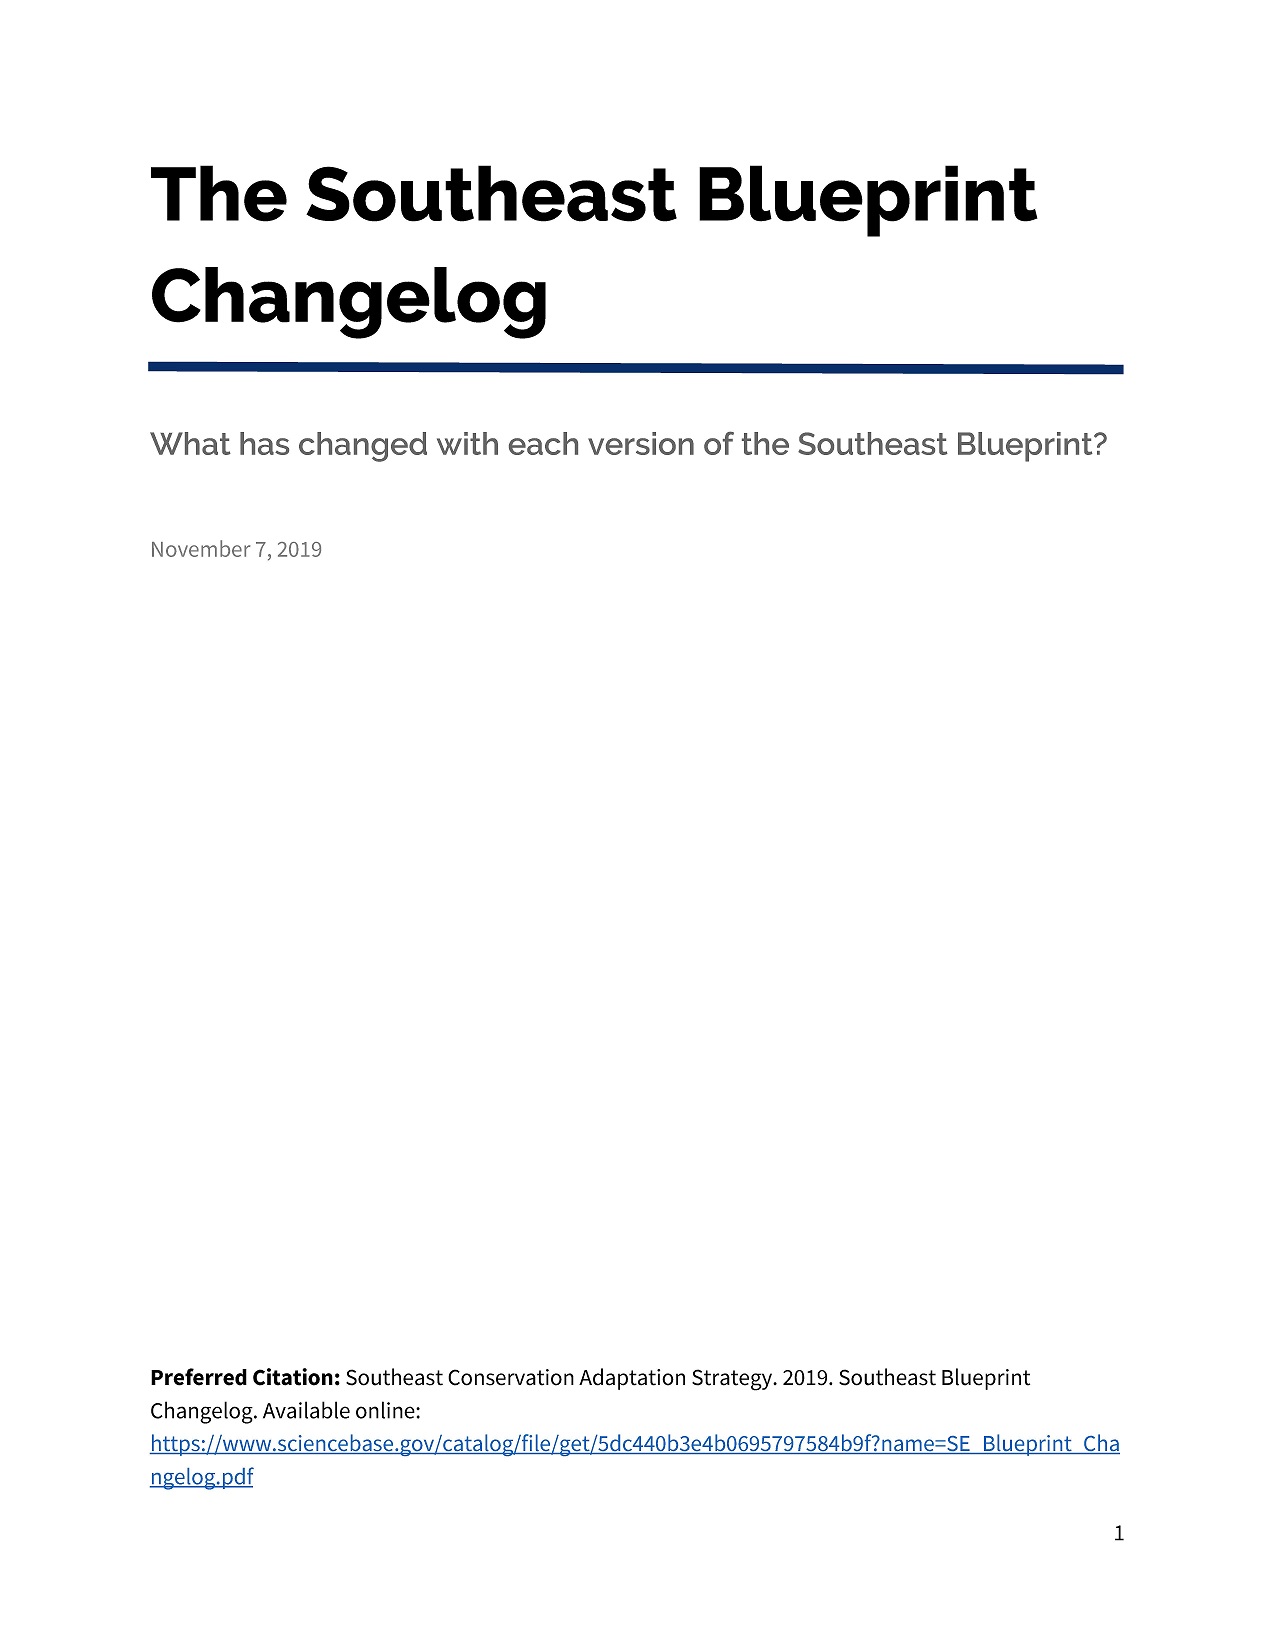 The Southeast Blueprint
Changelog
What has changed with each version of the Southeast Blueprint?
November 7, 2019
Preferred Citation: Southeast Conservation Adaptation Strategy. 2019. Southeast Blueprint
Changelog. Available online:
https://www.sciencebase.gov/catalog/file/get/5dc440b3e4b0695797584b9f?name=SE_Blueprint_Cha
ngelog.pdf
1